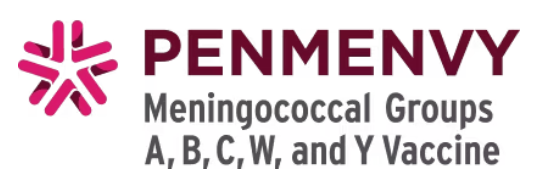 PENMENVY
Meningococcal Groups
A, B, C, W, and Y Vaccine